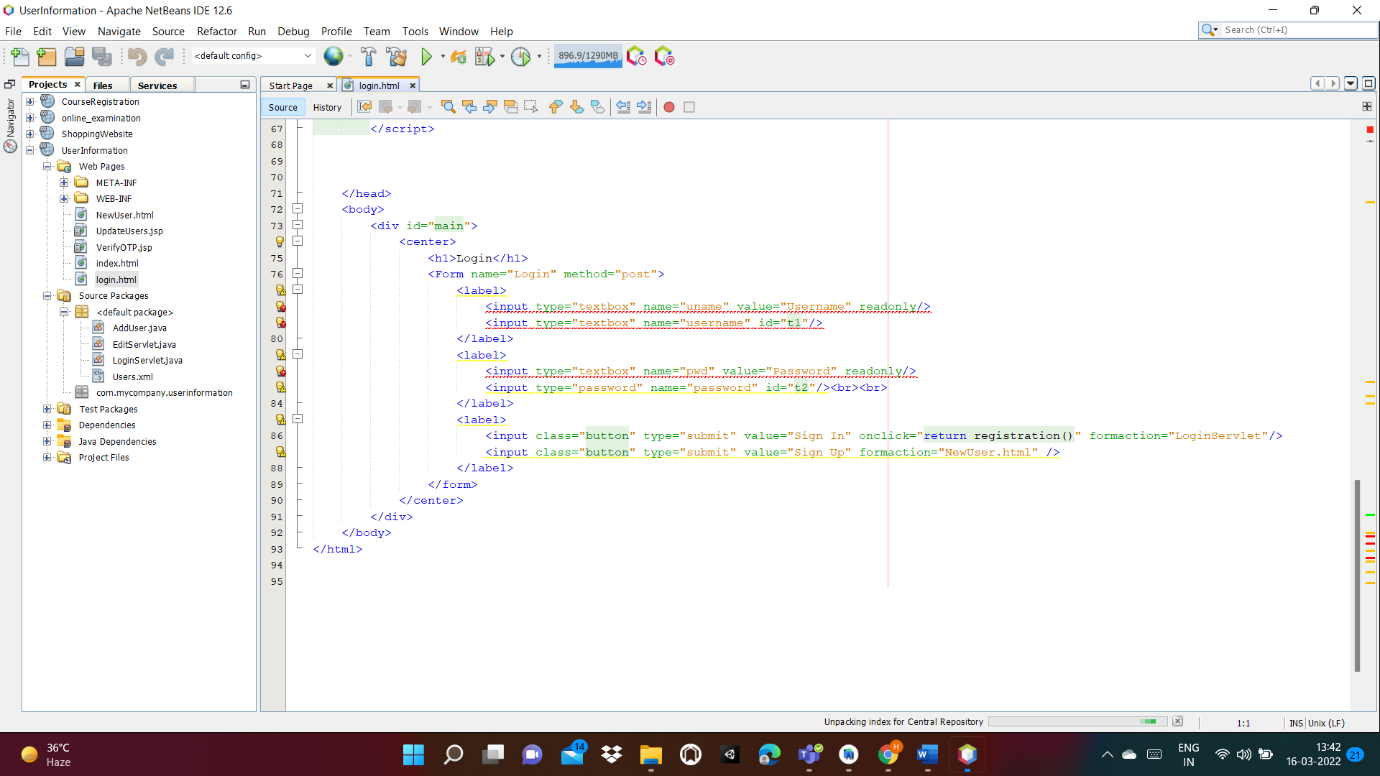 UserInformation - Apache NetBeans IDE 12.6
File Edit View Navigate Source Refactor Run Debug Profile Team Tools Window Help
Search (Ctrl+I)
<default config>
896.9/1290MB
Projects Files Services
Navigator
CourseRegistration
online_examination
ShoppingWebsite
UserInformation
Web Pages
META-INF
WEB-INF
NewUser.html
UpdateUsers.jsp
VerifyOTP.jsp
index.html
login.html
Source Packages
<default package>
AddUser.java
EditServlet.java
LoginServlet.java
Users.xml
com.mycompany.userinformation
Test Packages
Dependencies
Java Dependencies
Project Files
Start Page login.html
Source History
67 </script>
68
69
70
71 </head>
72 <body>
73 <div id="main">
<center>
75 <h1>Login</h1>
76 <Form name="Login" method="post">
<label>
<input type="textbox" name="uname" value="Username" readonly/>
<input type="textbox" name="username" id="t1"/>
80 </label>
<label>
<input type="textbox" name="pwd" value="Password" readonly/>
<input type="password" name="password" id="t2"/><br><br>
84 </label>
<label>
86 <input class="button" type="submit" value="Sign In" onclick="return registration()" formaction="LoginServlet"/>
<input class="button" type="submit" value="Sign Up" formaction="NewUser.html" />
88 </label>
89 </form>
90 </center>
91 </div>
92 </body>
93 </html>
94
95
Unpacking index for Central Repository
1:1
INS Unix (LF)
36°C
Haze
14
H
ENG
IN
13:42
16-03-2022
21